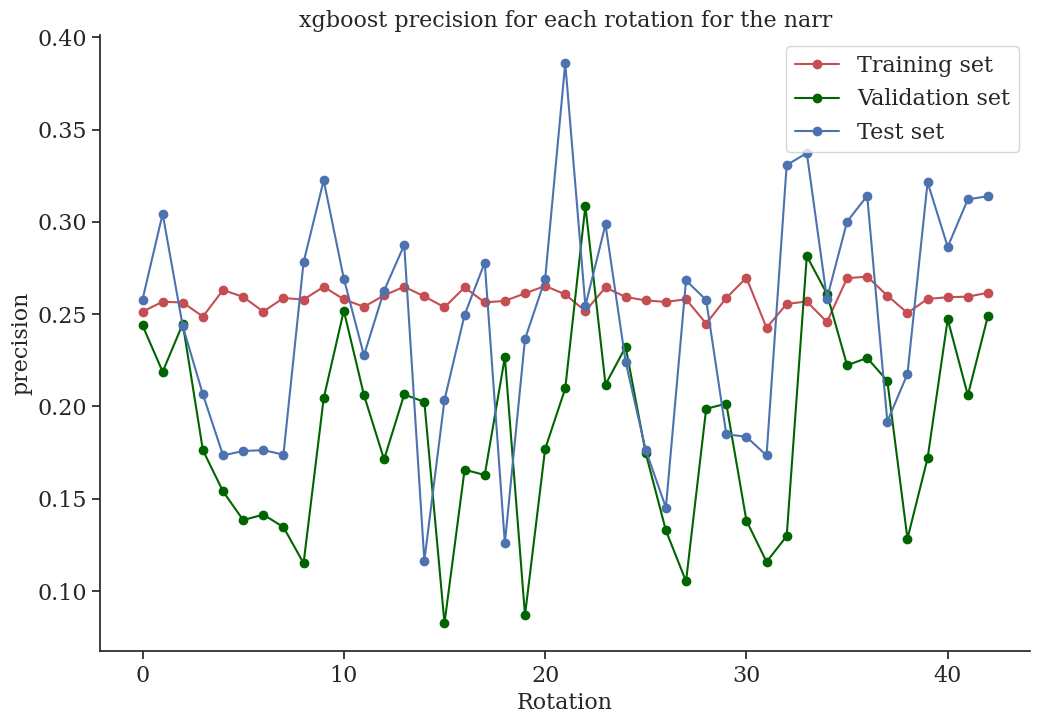 xgboost precision for each rotation for the narr
0.40
0.35
0.30
0.25
0.20
0.15
0.10
precision
Training set
Validation set
Test set
0 10 20 30 40
Rotation